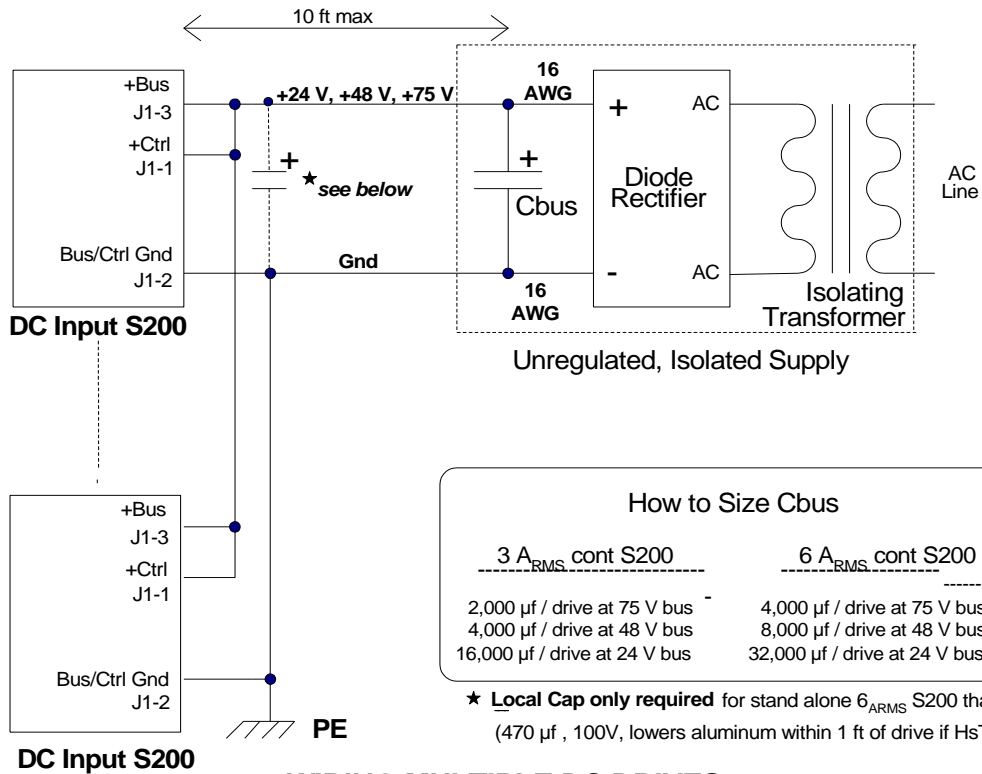 10 ft max
+Bus
J1-3
+Ctrl
J1-1
Bus/Ctrl Gnd
J1-2
DC Input S200
+24 V, +48 V, +75 V
+
★ see below
Gnd
16
AWG
+
Cbus
16
AWG
+
-
Diode
Rectifier
AC
AC
Isolating
Transformer
AC
Line
Unregulated, Isolated Supply
+Bus
J1-3
+Ctrl
J1-1
Bus/Ctrl Gnd
J1-2
DC Input S200
PE
How to Size Cbus
3 ARMS cont S200
2,000 µf / drive at 75 V bus
4,000 µf / drive at 48 V bus
16,000 µf / drive at 24 V bus
6 ARMS cont S200
4,000 µf / drive at 75 V bus
8,000 µf / drive at 48 V bus
32,000 µf / drive at 24 V bus
★ Local Cap only required for stand alone 6ARMS S200
(470 µf , 100V, lowers aluminum within 1 ft of drive if